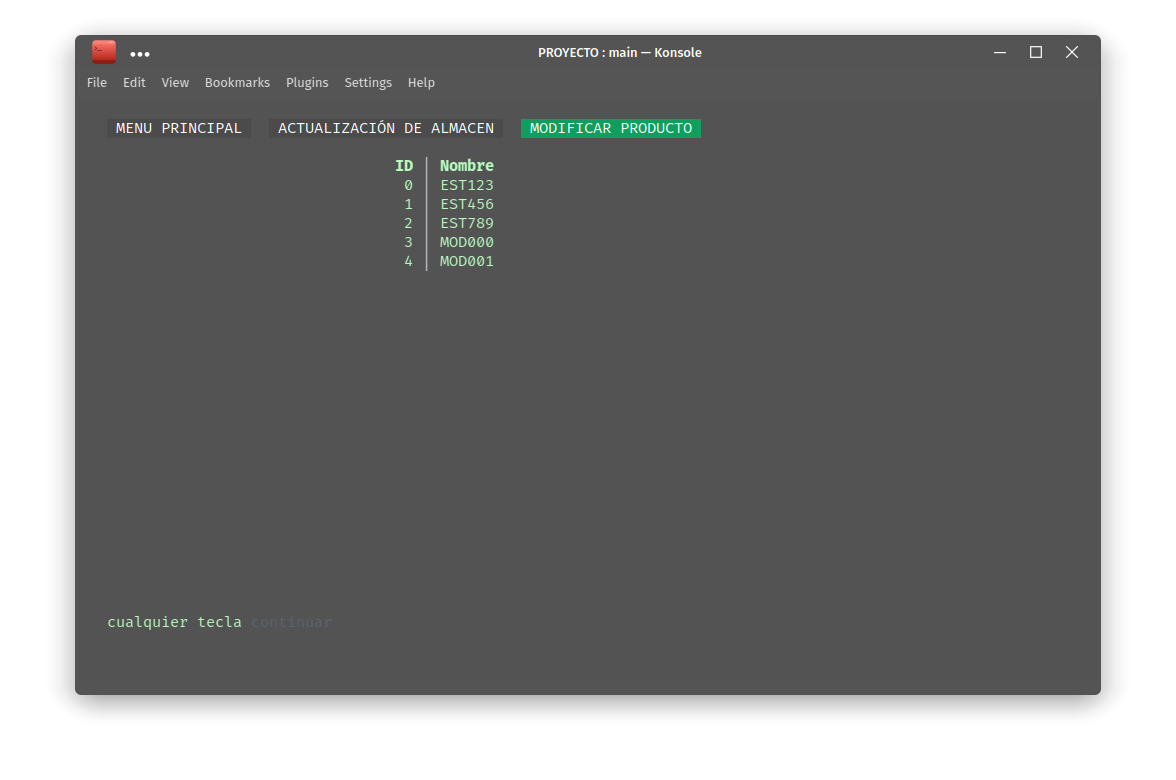 PROYECTO : main — Konsole
File Edit View Bookmarks Plugins Settings Help
MENU PRINCIPAL ACTUALIZACIÓN DE ALMACEN MODIFICAR PRODUCTO
ID Nombre
0 EST123
1 EST456
2 EST789
3 MOD000
4 MOD001
cualquier tecla continuar